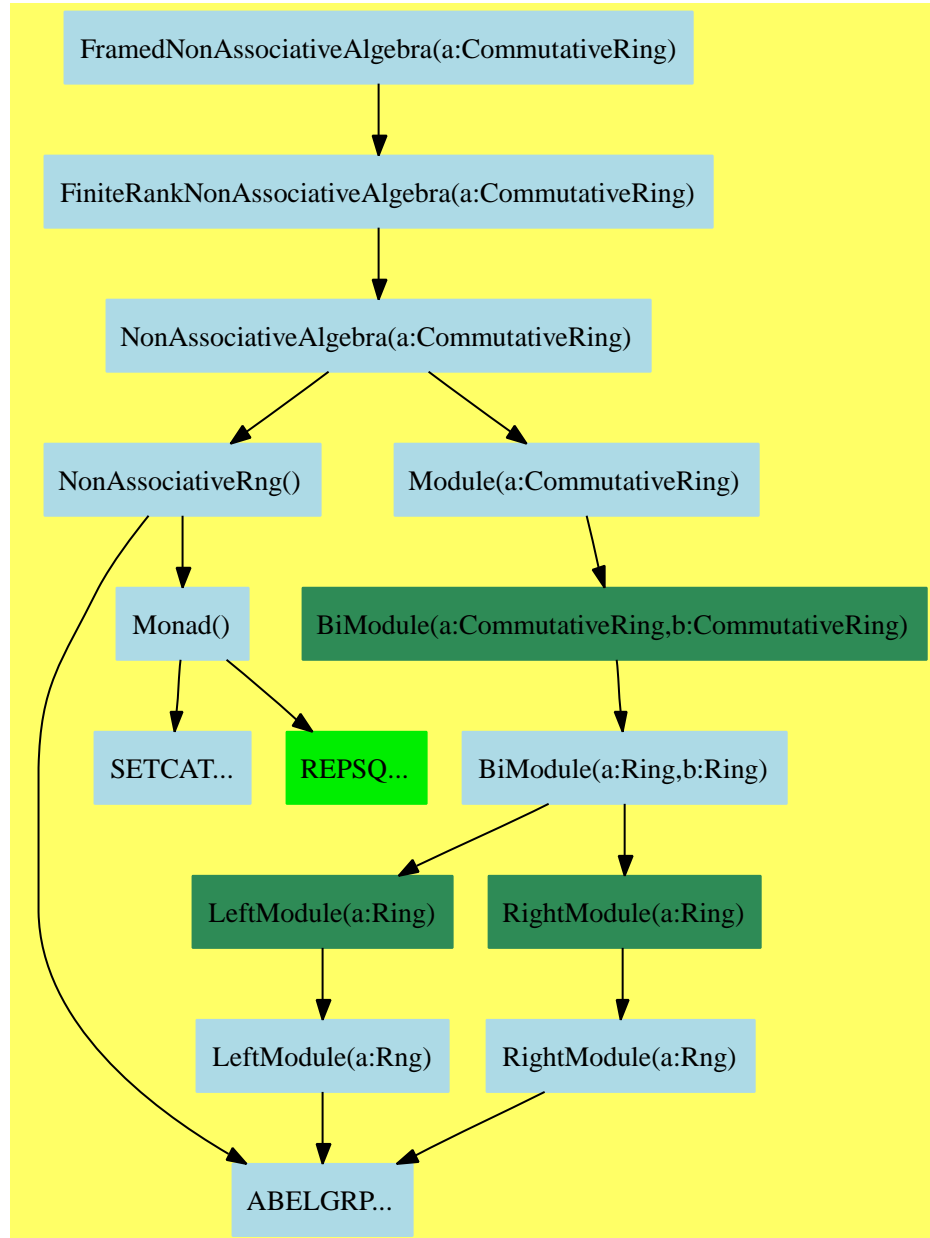 FramedNonAssociativeAlgebra(a:CommutativeRing)
FiniteRankNonAssociativeAlgebra(a:CommutativeRing)
NonAssociativeAlgebra(a:CommutativeRing)
NonAssociativeRng()
Module(a:CommutativeRing)
Monad()
BiModule(a:CommutativeRing,b:CommutativeRing)
SETCAT...
REPSQ...
BiModule(a:Ring,b:Ring)
LeftModule(a:Ring)
RightModule(a:Ring)
LeftModule(a:Rng)
RightModule(a:Rng)
ABELGRP...